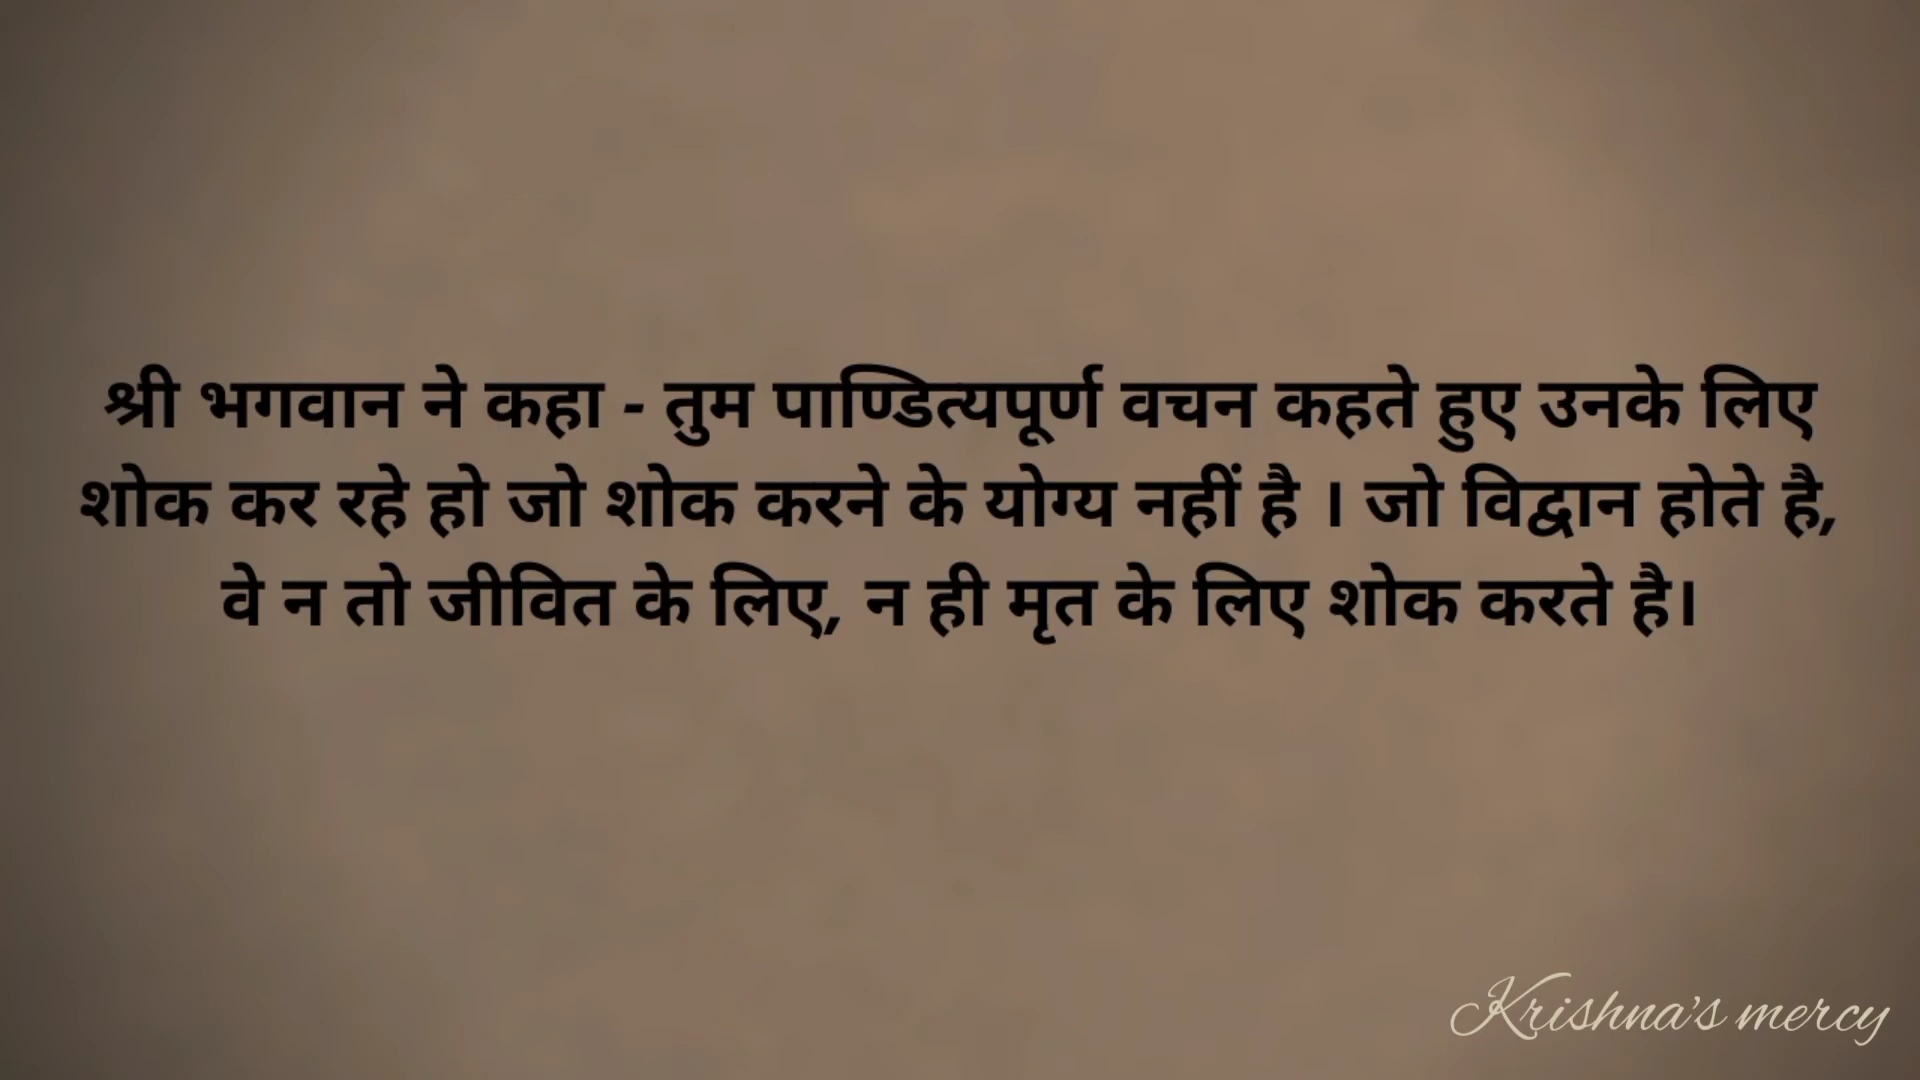 श्री भगवान ने कहा - तुम पाण्डित्यपूर्ण वचन कहते हुए उनके लिए
शोक कर रहे हो जो शोक करने के योग्य नहीं है । जो विद्वान होते है,
वे न तो जीवित के लिए, न ही मृत के लिए शोक करते है।
Krishna's mercy